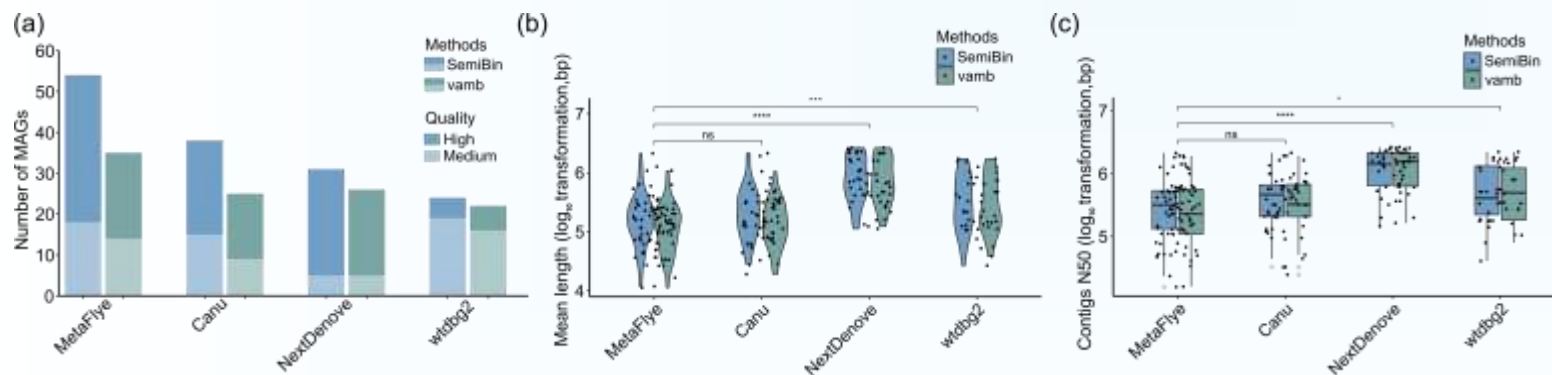 (a)
Number of MAGs
60
50
40
30
20
10
0
MetaFlye
Canu
NextDenove
wtdbg2
Methods
SemiBin
vamb
Quality
High
Medium
(b)
Mean length (log₁₀ transformation,bp)
7
6
5
4
MetaFlye
Canu
NextDenove
wtdbg2
Methods
SemiBin
vamb
***
****
ns
(c)
Contigs N50 (log₁₀ transformation,bp)
7
6
5
MetaFlye
Canu
NextDenove
wtdbg2
Methods
SemiBin
vamb
*
****
ns